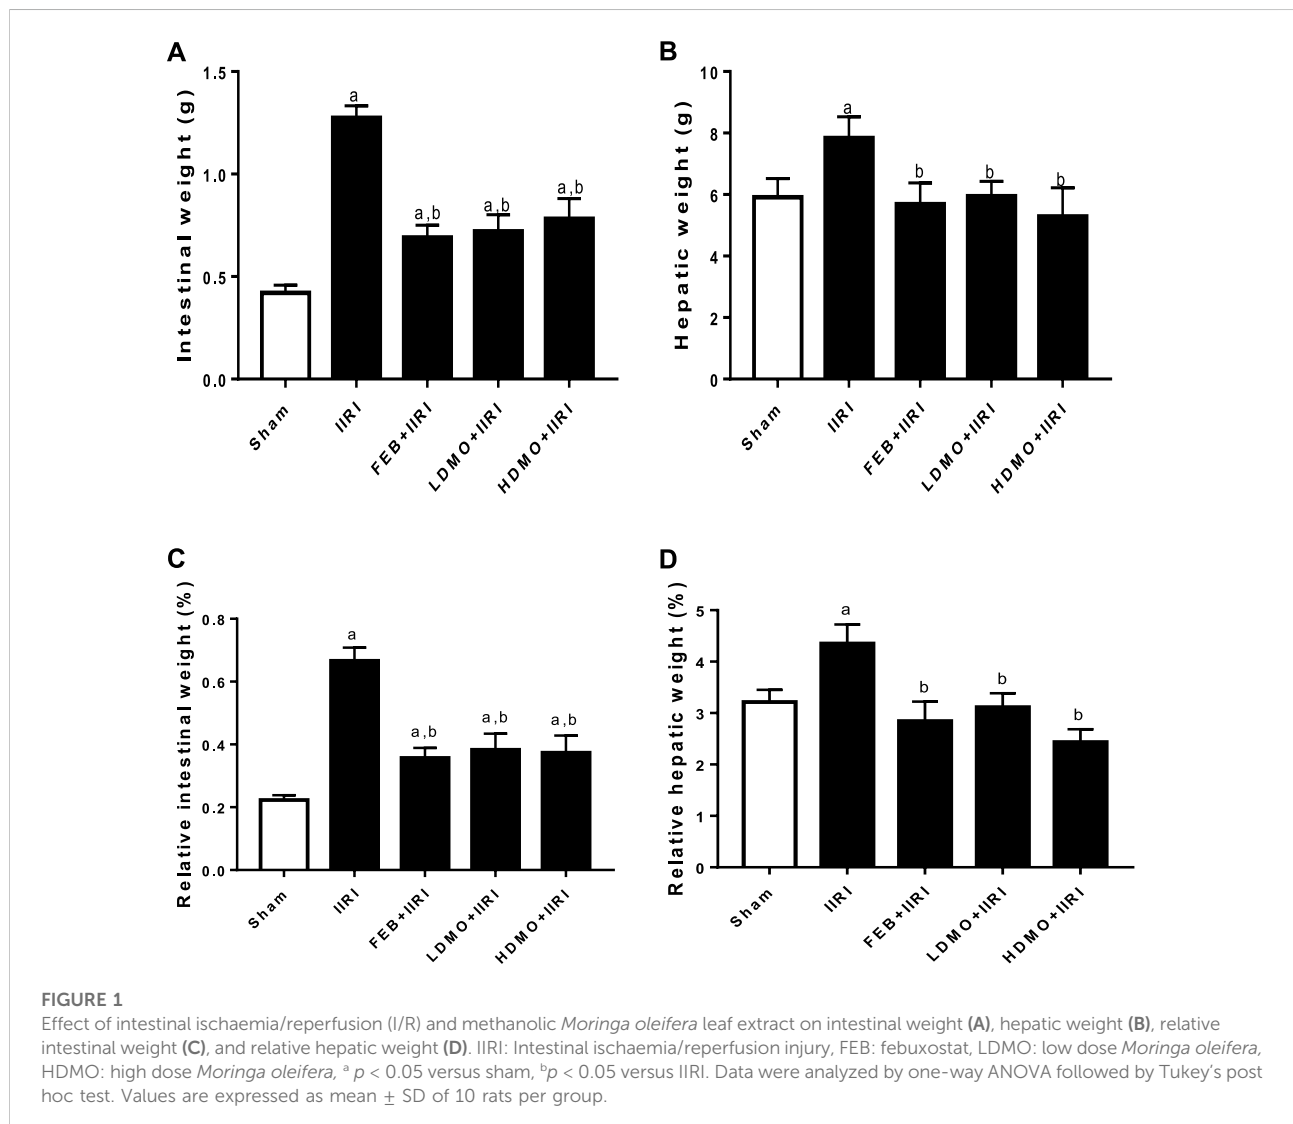 A
Intestinal weight (g)
1.5
1.0
0.5
0.0
a
a,b
a,b
a,b
Sham
IIRI
FEB+IIRI
LDMO+IIRI
HDMO+IIRI
B
Hepatic weight (g)
10
8
6
4
2
0
a
b
b
b
Sham
IIRI
FEB+IIRI
LDMO+IIRI
HDMO+IIRI
C
Relative intestinal weight (%)
0.8
0.6
0.4
0.2
0.0
a
a,b
a,b
a,b
Sham
IIRI
FEB+IIRI
LDMO+IIRI
HDMO+IIRI
D
Relative hepatic weight (%)
5
4
3
2
1
0
a
b
b
b
Sham
IIRI
FEB+IIRI
LDMO+IIRI
HDMO+IIRI
FIGURE 1
Effect of intestinal ischaemia/reperfusion (I/R) and methanolic Moringa oleifera leaf extract on intestinal weight (A), hepatic weight (B), relative
intestinal weight (C), and relative hepatic weight (D). IIRI: Intestinal ischaemia/reperfusion injury, FEB: febuxostat, LDMO: low dose Moringa oleifera,
HDMO: high dose Moringa oleifera, ᵃ p < 0.05 versus sham, ᵇp < 0.05 versus IIRI. Data were analyzed by one-way ANOVA followed by Tukey's post
hoc test. Values are expressed as mean ± SD of 10 rats per group.